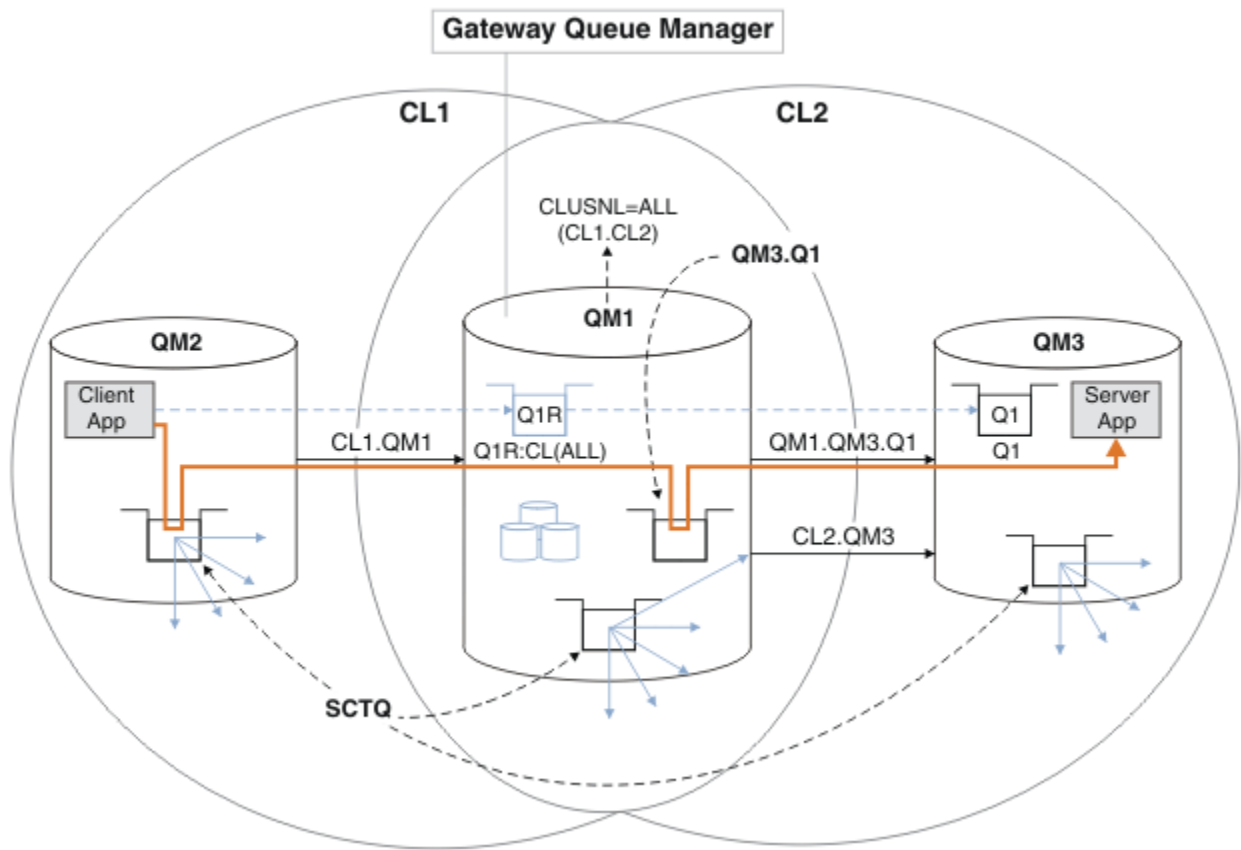 Gateway Queue Manager
CL1
CL2
CLUSNL=ALL
(CL1.CL2)
QM3.Q1
QM2
QM1
QM3
Client
App
Q1R
Q1
Server
App
CL1.QM1
Q1R:CL(ALL)
QM1.QM3.Q1
Q1
CL2.QM3
SCTQ